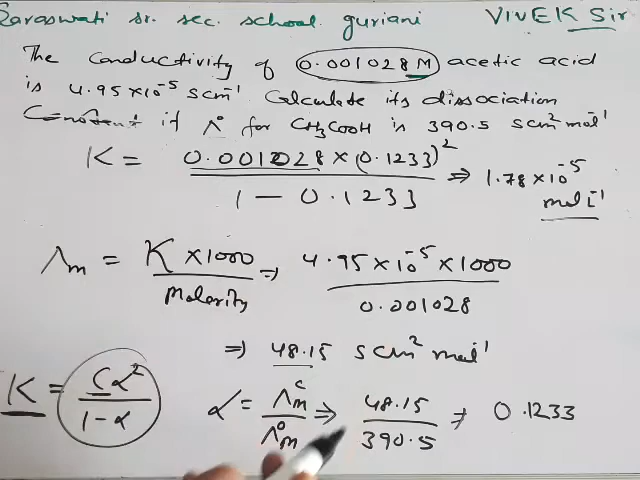 Saraswati sr. sec. school guriani VIVEK Sir
The conductivity of 0.001028 M acetic acid
is 4.95×10⁻⁵ S cm⁻¹. Calculate its dissociation
Constant if Λ° for CH₃COOH is 390.5 S cm² mol⁻¹
K = 0.001028 × (0.1233)² / 1 − 0.1233 ⇒ 1.78 × 10⁻⁵ mol L⁻¹
Λm = K × 1000 / Molarity ⇒ 4.95 × 10⁻⁵ × 1000 / 0.001028
⇒ 48.15 S cm² mol⁻¹
K = Cα² / 1 − α
α = Λᶜm / Λ°m ⇒ 48.15 / 390.5 ⇒ 0.1233